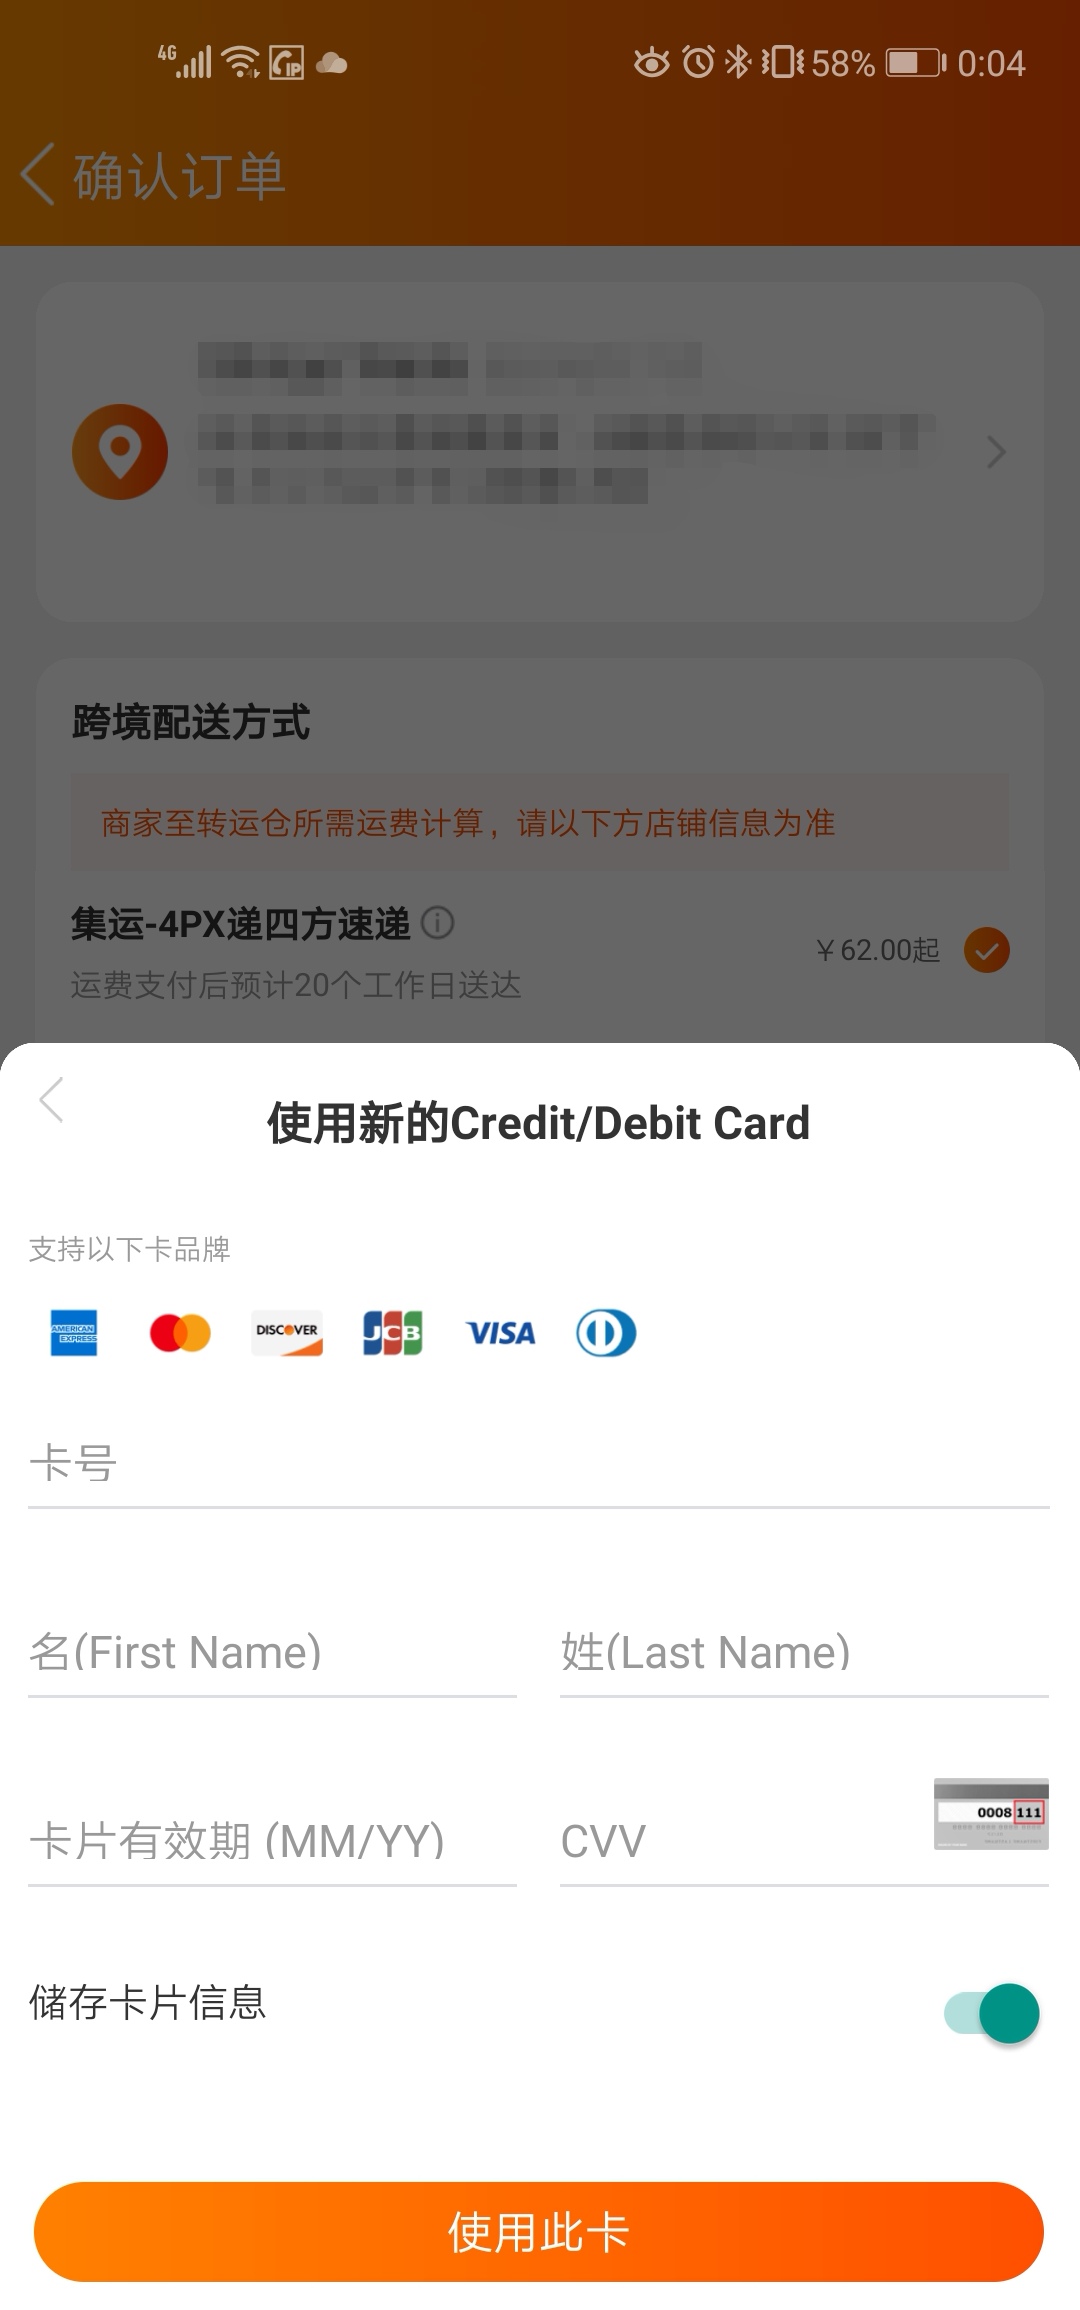 4G 58% 0:04
确认订单
跨境配送方式
商家至转运仓所需运费计算，请以下方店铺信息为准
集运-4PX递四方速递
¥62.00起
运费支付后预计20个工作日送达
使用新的Credit/Debit Card
支持以下卡品牌
AMERICAN EXPRESS DISCOVER JCB VISA
卡号
名(First Name) 姓(Last Name)
卡片有效期 (MM/YY) CVV 0008 111
储存卡片信息
使用此卡